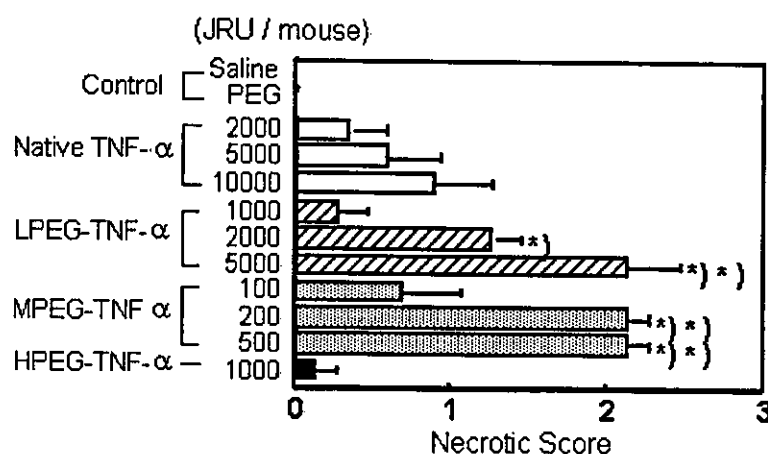 (JRU / mouse)
Control Saline
PEG
Native TNF-α 2000
5000
10000
LPEG-TNF-α 1000
2000 *}
5000 *} *}
MPEG-TNF α 100
200 *} *}
500 *} *}
HPEG-TNF-α 1000
0 1 2 3
Necrotic Score